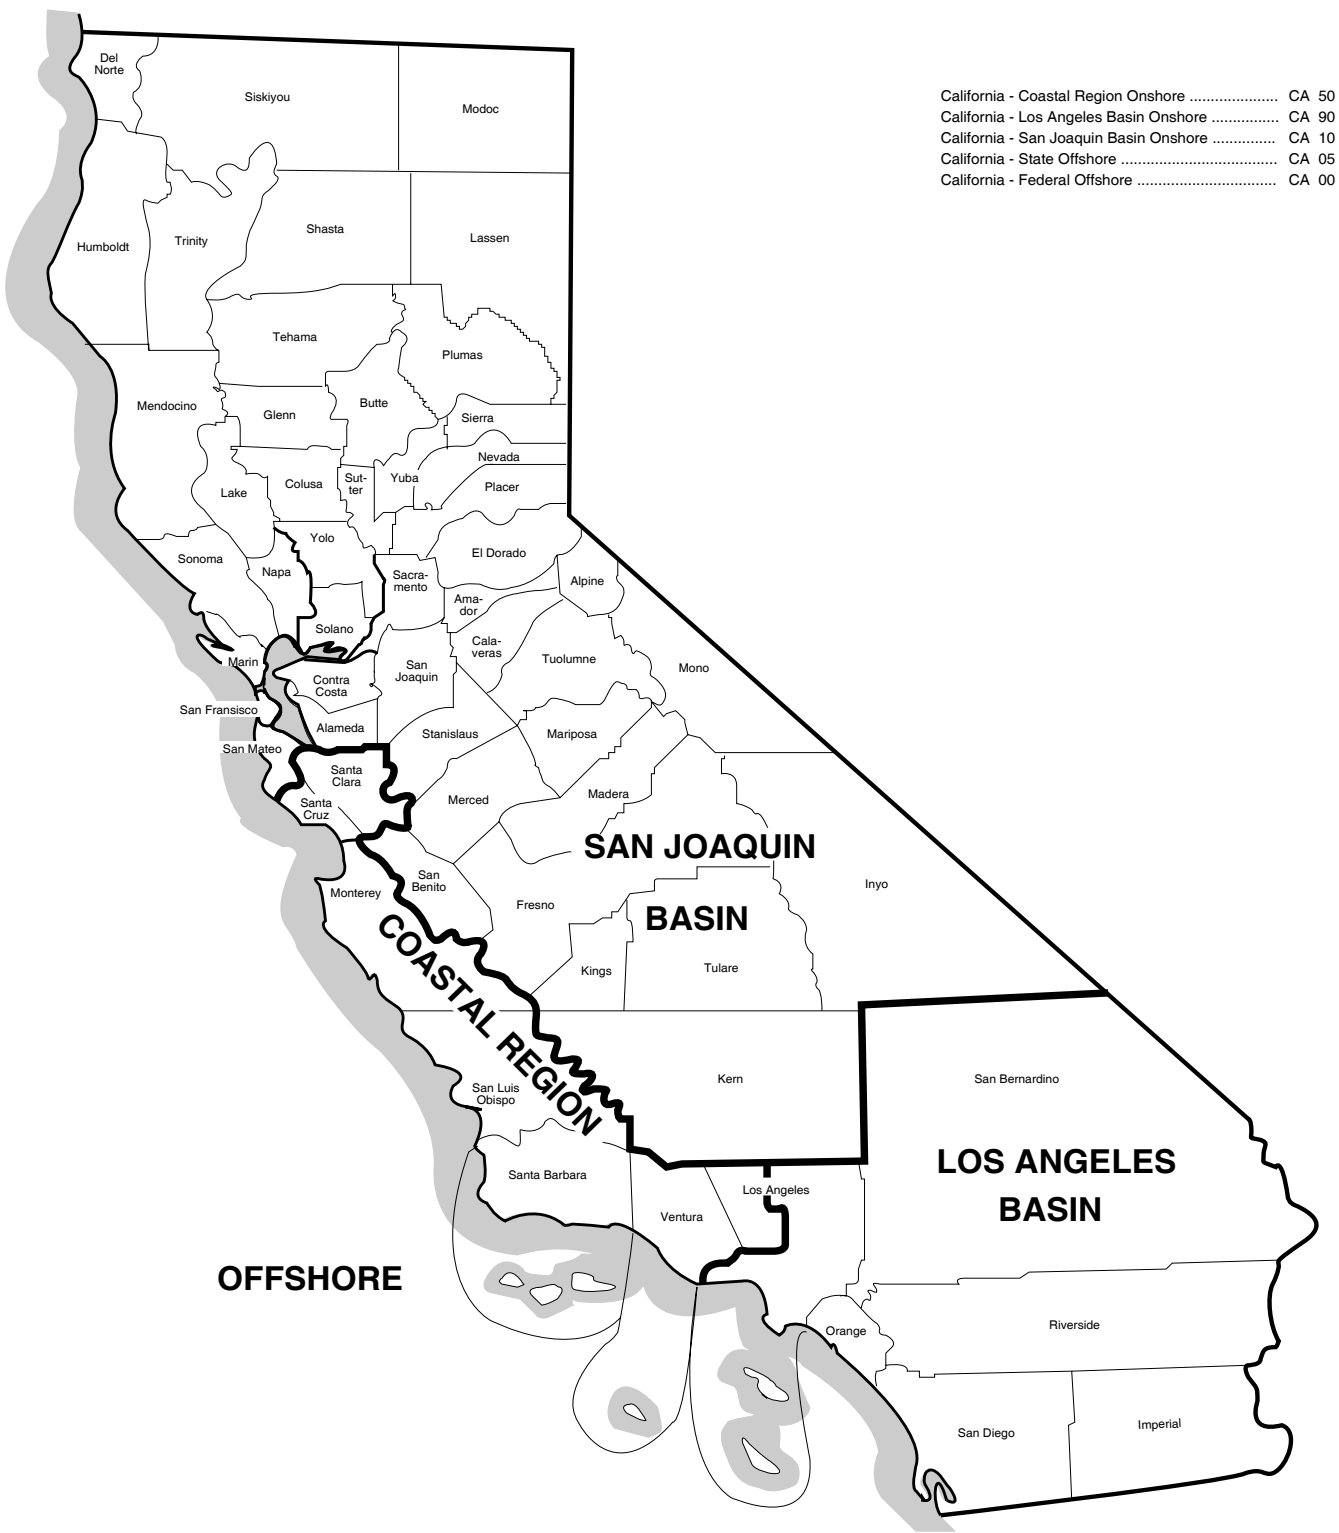 Del
Norte
Siskiyou
Modoc
California - Coastal Region Onshore ..................... CA 50
California - Los Angeles Basin Onshore ................ CA 90
California - San Joaquin Basin Onshore ............... CA 10
California - State Offshore ..................................... CA 05
California - Federal Offshore ................................. CA 00
Humboldt
Trinity
Shasta
Lassen
Tehama
Plumas
Mendocino
Glenn
Butte
Sierra
Nevada
Lake
Colusa
Sut-
ter
Yuba
Placer
Sonoma
Napa
Yolo
El Dorado
Sacra-
mento
Alpine
Ama-
dor
Solano
Cala-
veras
Marin
Contra
Costa
San
Joaquin
Tuolumne
Mono
San Fransisco
Alameda
Stanislaus
Mariposa
San Mateo
Santa
Clara
Santa
Cruz
Merced
Madera
SAN JOAQUIN
BASIN
Monterey
San
Benito
Fresno
Inyo
Kings
Tulare
COASTAL REGION
San Luis
Obispo
Kern
San Bernardino
LOS ANGELES
BASIN
Santa Barbara
Ventura
Los Angeles
OFFSHORE
Orange
Riverside
San Diego
Imperial